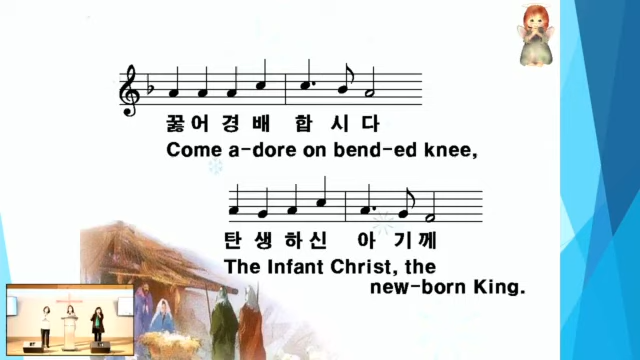 꿇어 경배 합 시 다
Come a-dore on bend-ed knee,
탄 생 하신 아 기께
The Infant Christ, the
new-born King.